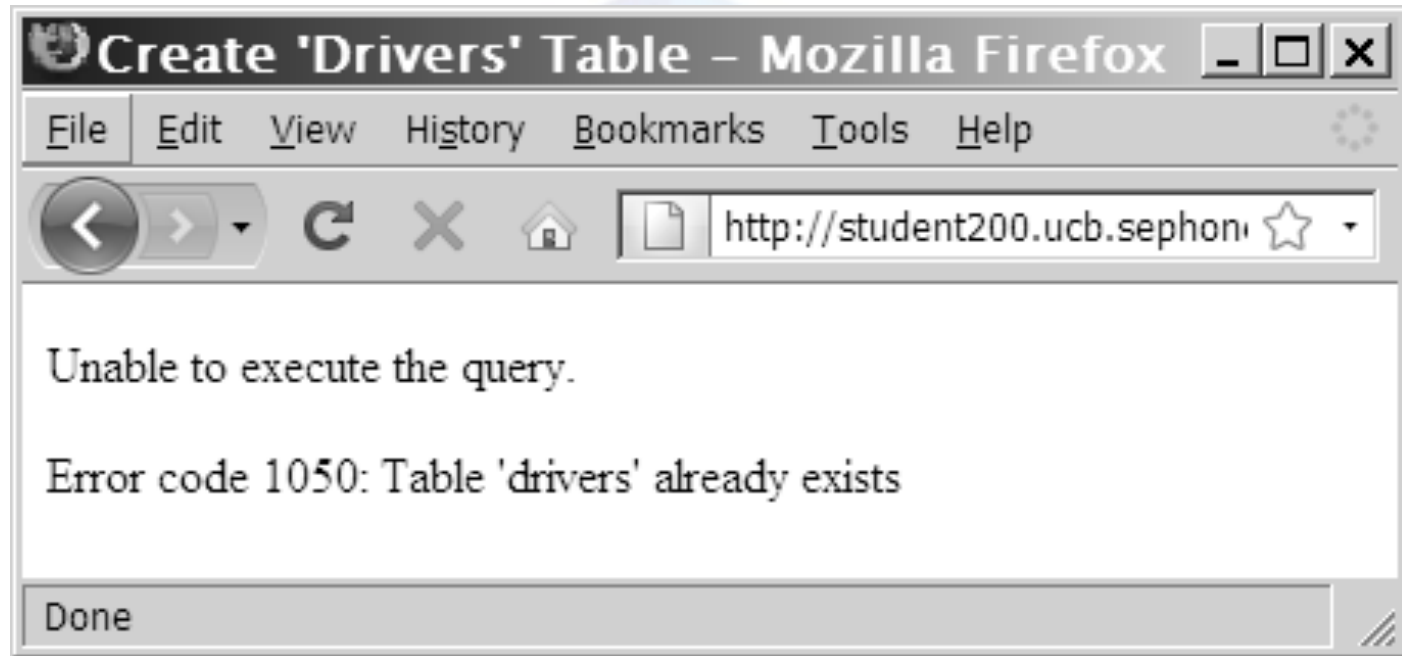 Create 'Drivers' Table – Mozilla Firefox
File Edit View History Bookmarks Tools Help
http://student200.ucb.sephon
Unable to execute the query.
Error code 1050: Table 'drivers' already exists
Done